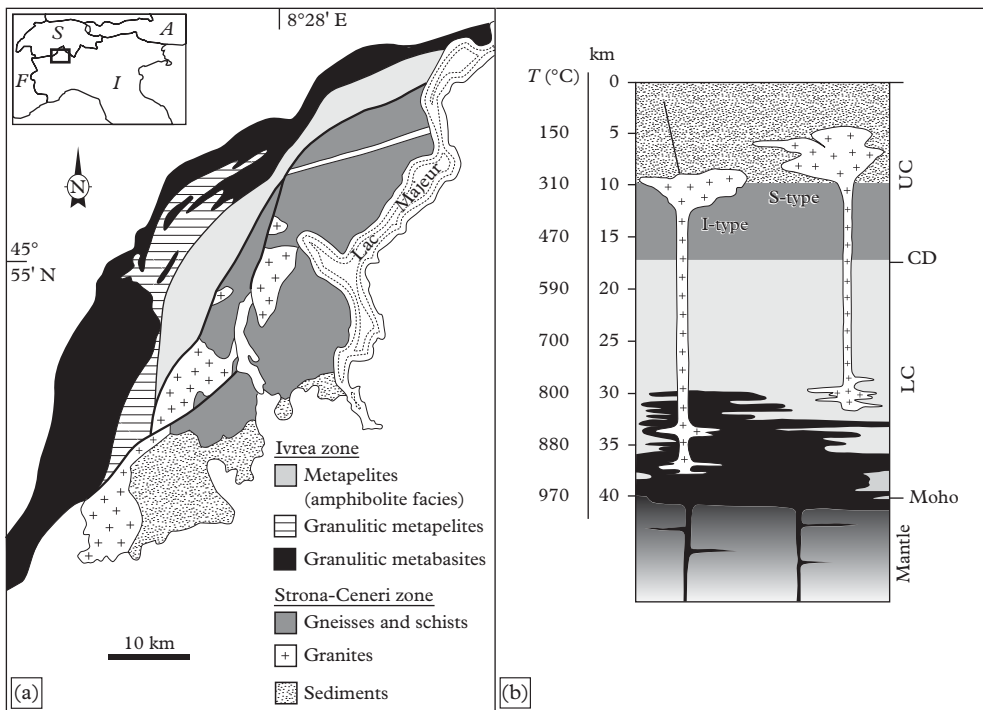 8°28' E
S
A
F
I
N
45°
55' N
Lac
Majeur
Ivrea zone
Metapelites
(amphibolite facies)
Granulitic metapelites
Granulitic metabasites
Strona-Ceneri zone
Gneisses and schists
Granites
Sediments
10 km
(a)
km
T (°C)
0
150
5
310
10
470
15
590
20
700
25
800
30
880
35
970
40
S-type
I-type
UC
CD
LC
Moho
Mantle
(b)